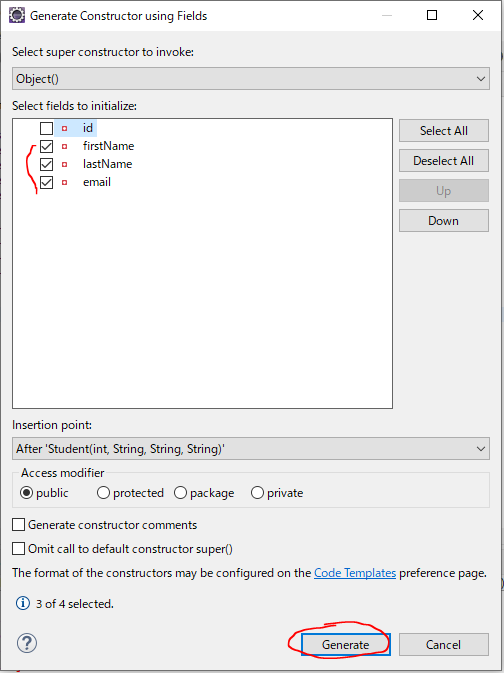 Generate Constructor using Fields
Select super constructor to invoke:
Object()
Select fields to initialize:
id
firstName
lastName
email
Select All
Deselect All
Up
Down
Insertion point:
After 'Student(int, String, String, String)'
Access modifier
public protected package private
Generate constructor comments
Omit call to default constructor super()
The format of the constructors may be configured on the Code Templates preference page.
3 of 4 selected.
Generate Cancel